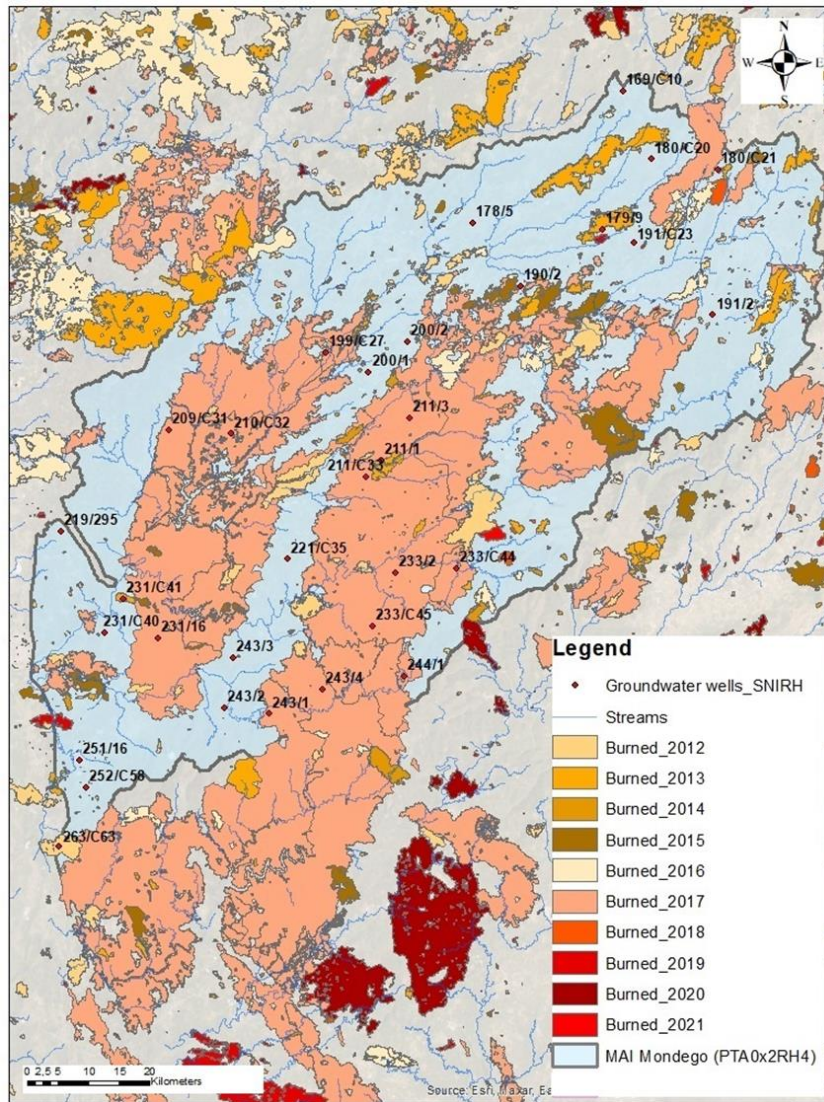 N
W E
S
169/C10
180/C20
180/C21
178/5
179/9
191/C23
190/2
191/2
200/2
199/C27
200/1
211/3
209/C31
210/C32
211/1
211/C33
219/295
221/C35
233/2
233/C44
231/C41
231/C40
231/16
233/C45
243/3
244/1
243/4
243/2
243/1
251/16
252/C58
263/C63
Legend
Groundwater wells_SNIRH
Streams
Burned_2012
Burned_2013
Burned_2014
Burned_2015
Burned_2016
Burned_2017
Burned_2018
Burned_2019
Burned_2020
Burned_2021
MAI Mondego (PTA0x2RH4)
0 2,5 5 10 15 20
Kilometers
Source: Esri, Maxar, Ea